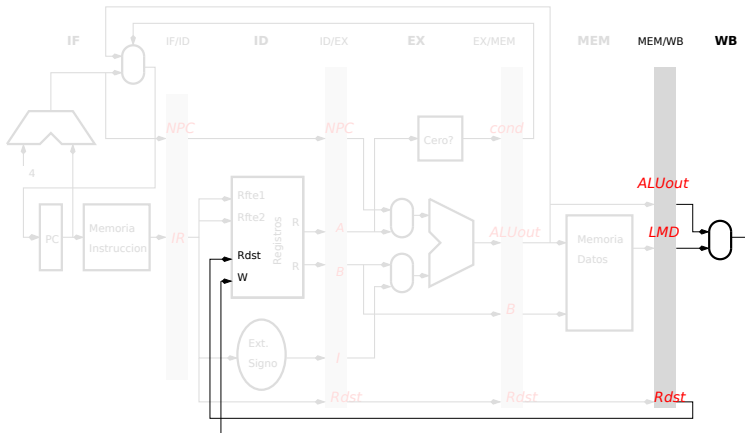 IF IF/ID ID ID/EX EX EX/MEM MEM MEM/WB WB
NPC NPC cond
Cero?
4
ALUout
Rfte1
Rfte2
R
Registros
PC
Memoria
Instruccion
IR
A
ALUout
LMD
Memoria
Datos
Rdst
R
B
W
B
Ext.
Signo
I
Rdst Rdst Rdst